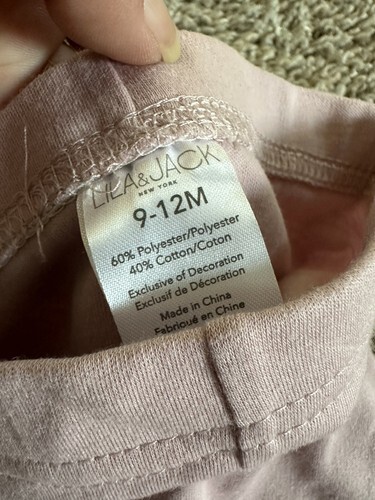 LILA&JACK
NEW YORK
9-12M
60% Polyester/Polyester
40% Cotton/Coton
Exclusive of Decoration
Exclusif de Décoration
Made in China
Fabriqué en Chine